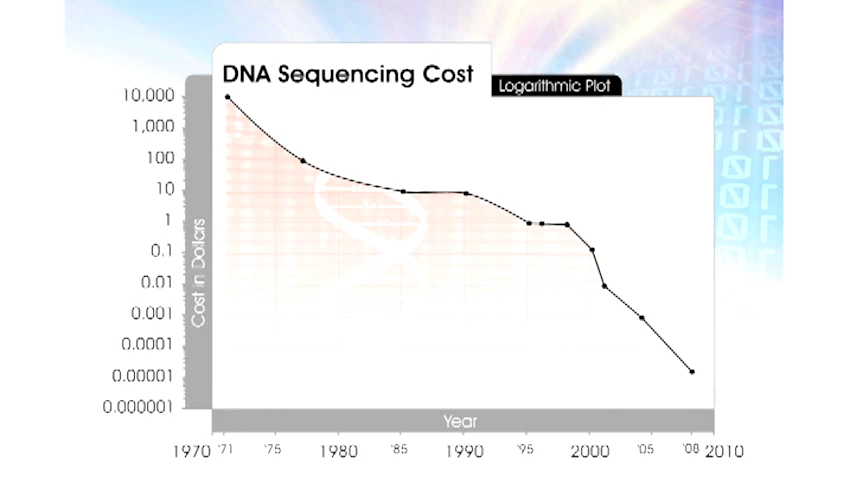 DNA Sequencing Cost
Logarithmic Plot
10,000
1,000
100
10
1
0.1
0.01
0.001
0.0001
0.00001
0.000001
Cost in Dollars
Year
1970 '71 '75 1980 '85 1990 '95 2000 '05 '08 2010